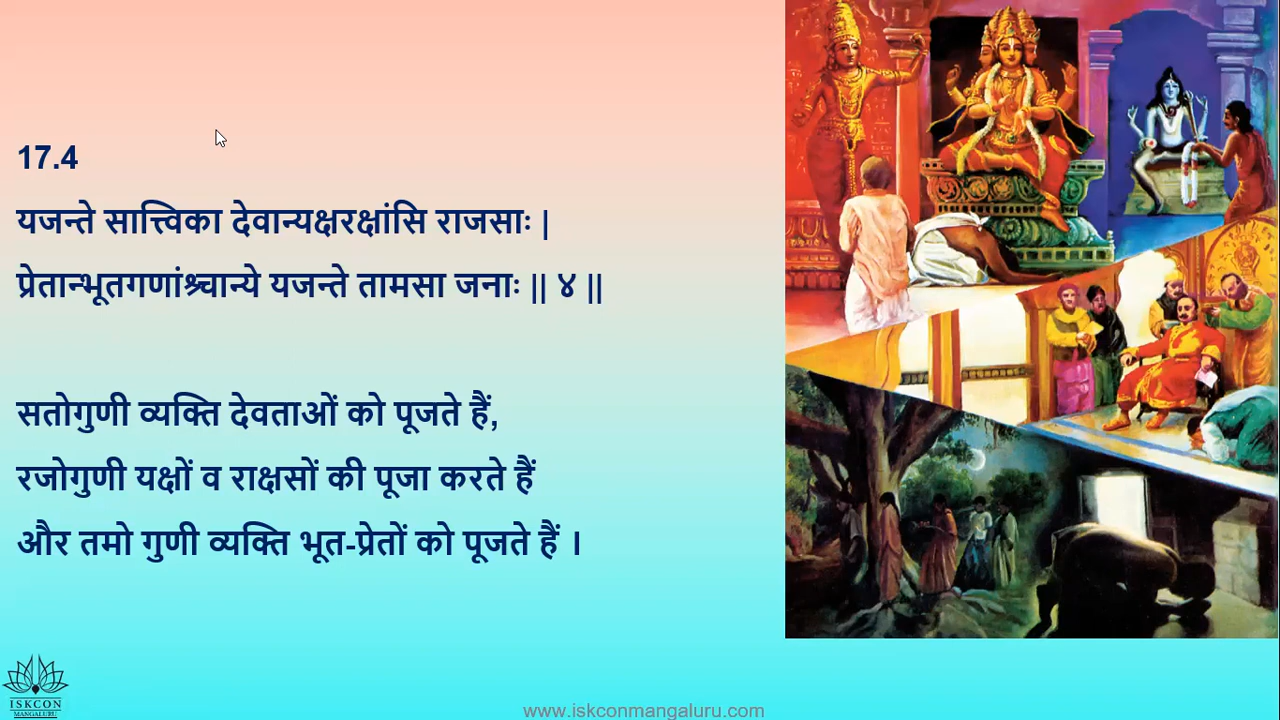 17.4
यजन्ते सात्त्विका देवान्यक्षरक्षांसि राजसाः |
प्रेतान्भूतगणांश्र्चान्ये यजन्ते तामसा जनाः || ४ ||
सतोगुणी व्यक्ति देवताओं को पूजते हैं,
रजोगुणी यक्षों व राक्षसों की पूजा करते हैं
और तमो गुणी व्यक्ति भूत-प्रेतों को पूजते हैं ।
ISKCON
MANGALURU
www.iskconmangaluru.com